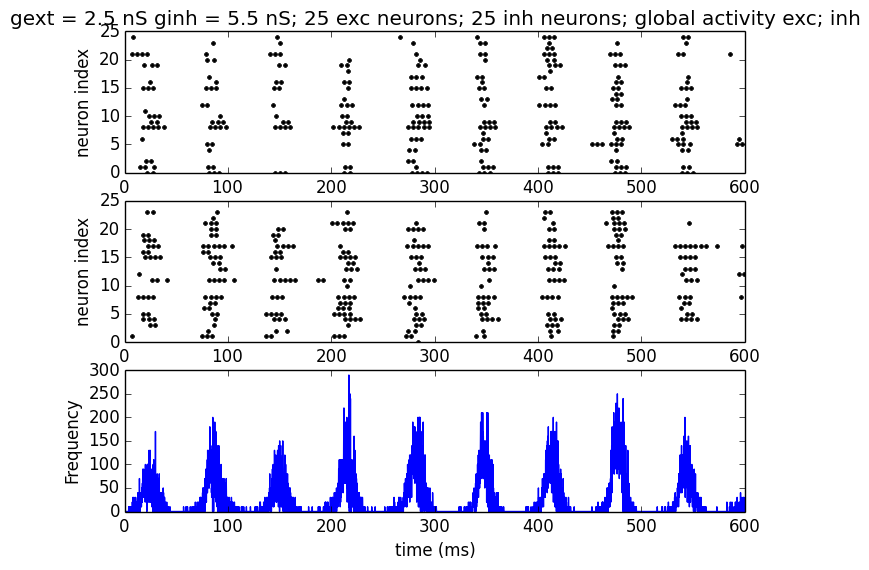 gext = 2.5 nS ginh = 5.5 nS; 25 exc neurons; 25 inh neurons; global activity exc; inh
25
20
15
10
5
0
neuron index
0 100 200 300 400 500 600
25
20
15
10
5
0
neuron index
0 100 200 300 400 500 600
300
250
200
150
100
50
0
Frequency
0 100 200 300 400 500 600
time (ms)